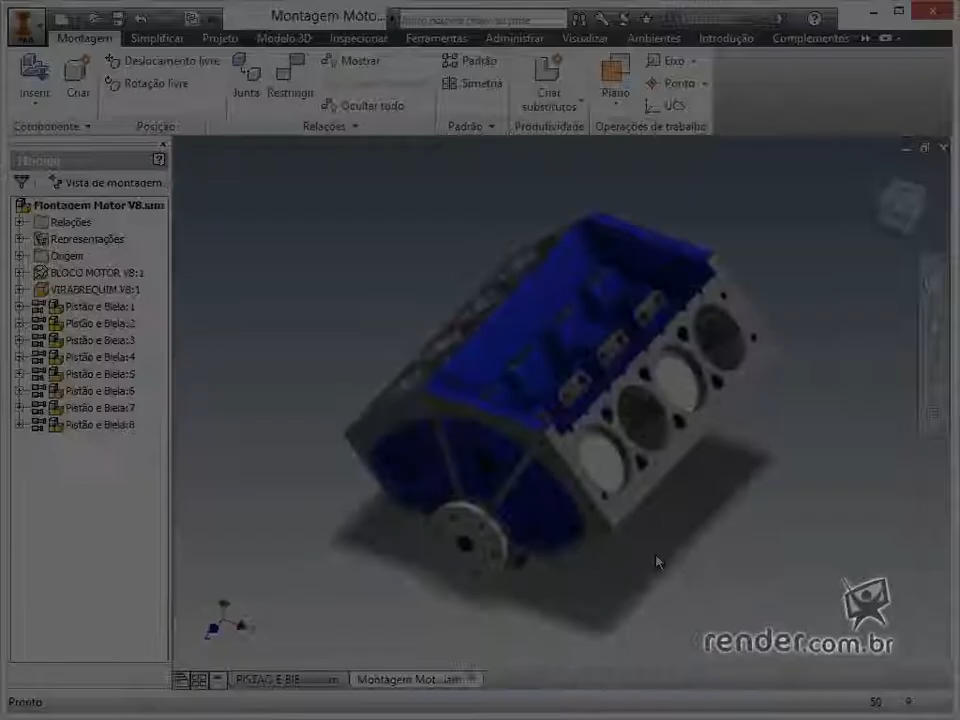 Montagem Moto...
Montagem Simplificar Projeto Modelo 3D Inspecionar Ferramentas Administrar Visualizar Ambientes Introdução Complementos
Inserir
Criar
Deslocamento livre
Rotação livre
Junta
Restringir
Mostrar
Ocultar tudo
Padrão
Simetria
Criar
substitutos
Plano
Eixo
Ponto
UCS
Componente
Posição
Relações
Padrão
Produtividade
Operações de trabalho
Modelo
Vista de montagem
Montagem Motor V8.iam
Relações
Representações
Origem
BLOCO MOTOR V8:1
VIRABREQUIM V8:1
Pistão e Biela:1
Pistão e Biela:2
Pistão e Biela:3
Pistão e Biela:4
Pistão e Biela:5
Pistão e Biela:6
Pistão e Biela:7
Pistão e Biela:8
render.com.br
PISTÃO E BIE...
Montagem Mot...iam
Pronto
50 9